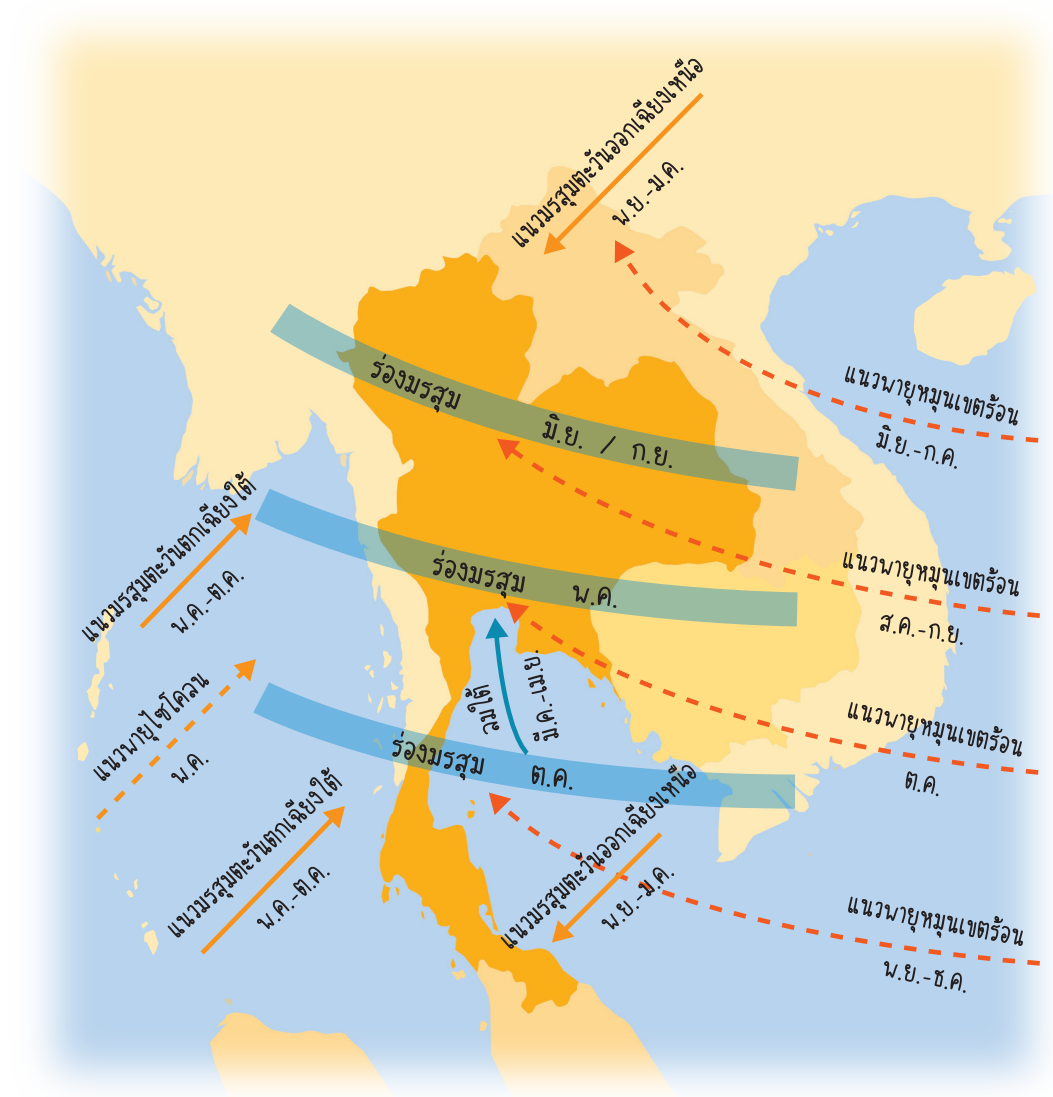 แนวมรสุมตะวันออกเฉียงเหนือ
พ.ย.-ม.ค.
ร่องมรสุม
มิ.ย. / ก.ย.
แนวพายุหมุนเขตร้อน
มิ.ย.-ก.ค.
แนวมรสุมตะวันตกเฉียงใต้
พ.ค.-ต.ค.
ร่องมรสุม
พ.ค.
แนวพายุหมุนเขตร้อน
ส.ค.-ก.ย.
แนวพายุไซโคลน
พ.ค.
ลมใต้
มี.ค.-เม.ย.
แนวพายุหมุนเขตร้อน
ต.ค.
ร่องมรสุม
ต.ค.
แนวมรสุมตะวันตกเฉียงใต้
พ.ค.-ต.ค.
แนวมรสุมตะวันออกเฉียงเหนือ
พ.ย.-ม.ค.
แนวพายุหมุนเขตร้อน
พ.ย.-ธ.ค.